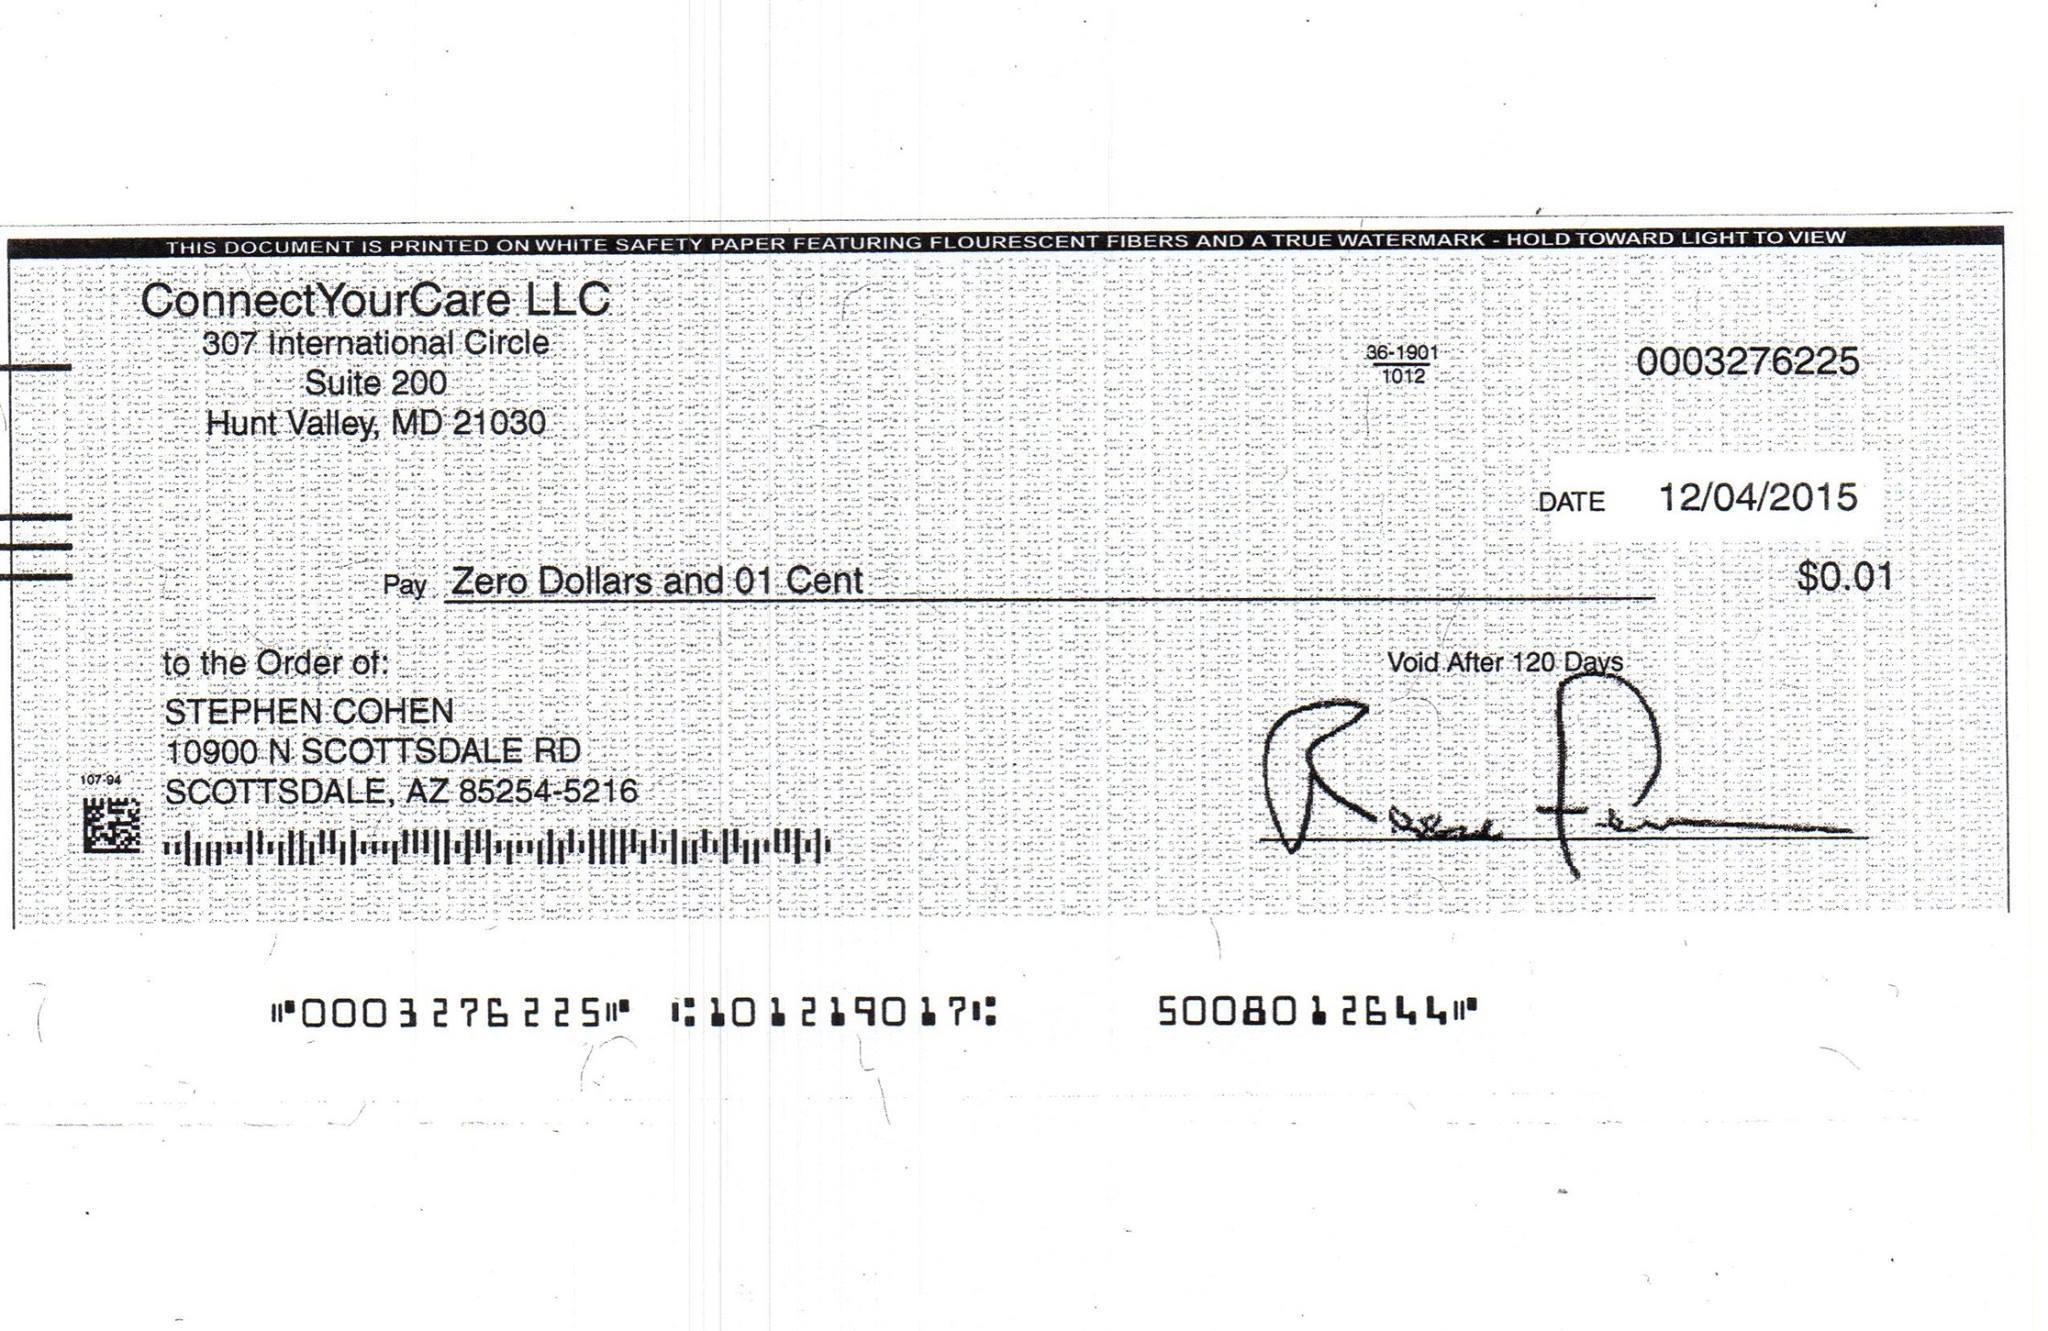 THIS DOCUMENT IS PRINTED ON WHITE SAFETY PAPER FEATURING FLOURESCENT FIBERS AND A TRUE WATERMARK - HOLD TOWARD LIGHT TO VIEW
ConnectYourCare LLC
307 International Circle
Suite 200
Hunt Valley, MD 21030
36-1901
1012
0003276225
DATE 12/04/2015
Pay Zero Dollars and 01 Cent
$0.01
to the Order of:
STEPHEN COHEN
10900 N SCOTTSDALE RD
SCOTTSDALE, AZ 85254-5216
107-94
Void After 120 Days
⑈0003276225⑈ ⑆101219017⑆ 5008012644⑈